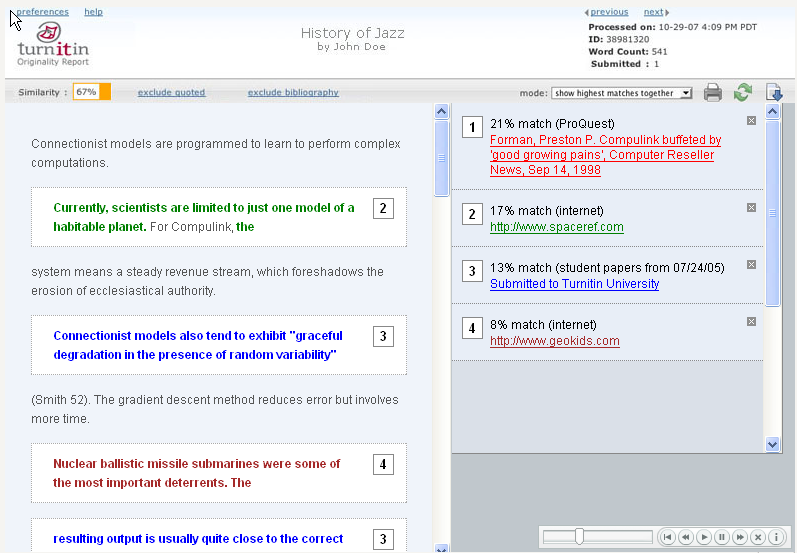 preferences help
previous next
turnitin
Originality Report
History of Jazz
by John Doe
Processed on: 10-29-07 4:09 PM PDT
ID: 38981320
Word Count: 541
Submitted : 1
Similarity : 67% exclude quoted exclude bibliography mode: show highest matches together
Connectionist models are programmed to learn to perform complex
computations.
Currently, scientists are limited to just one model of a 2
habitable planet. For Compulink, the
system means a steady revenue stream, which foreshadows the
erosion of ecclesiastical authority.
Connectionist models also tend to exhibit "graceful 3
degradation in the presence of random variability"
(Smith 52). The gradient descent method reduces error but involves
more time.
Nuclear ballistic missile submarines were some of 4
the most important deterrents. The
resulting output is usually quite close to the correct 3
1 21% match (ProQuest)
Forman, Preston P. Compulink buffeted by
'good growing pains', Computer Reseller
News, Sep 14, 1998
2 17% match (internet)
http://www.spaceref.com
3 13% match (student papers from 07/24/05)
Submitted to Turnitin University
4 8% match (internet)
http://www.geokids.com